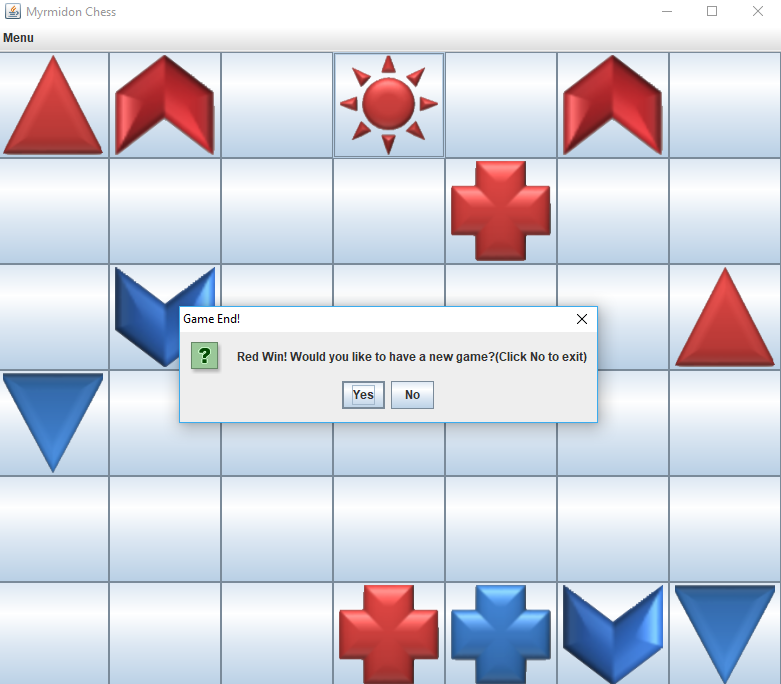 Myrmidon Chess
Menu
Game End!
?
Red Win! Would you like to have a new game?(Click No to exit)
Yes
No